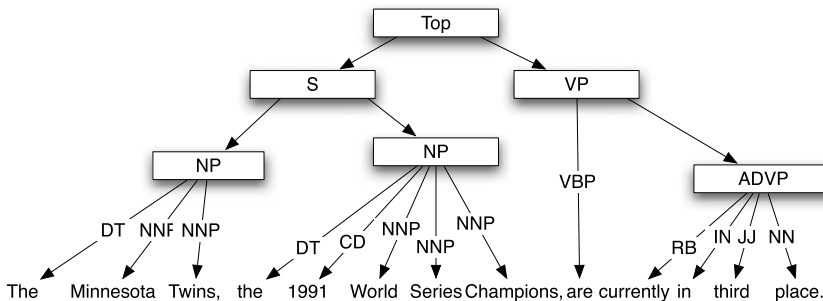 Top
S VP
NP NP ADVP
VBP
DT NNP NNP DT CD NNP NNP NNP RB IN JJ NN
The Minnesota Twins, the 1991 World Series Champions, are currently in third place.